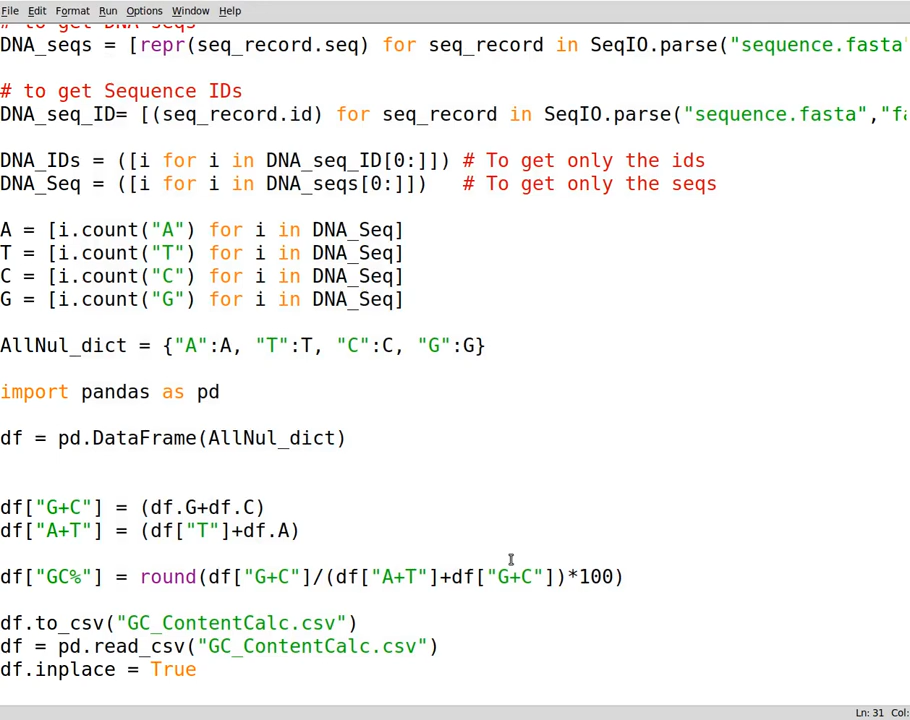 File Edit Format Run Options Window Help
# to get DNA seqs
DNA_seqs = [repr(seq_record.seq) for seq_record in SeqIO.parse("sequence.fasta"
# to get Sequence IDs
DNA_seq_ID= [(seq_record.id) for seq_record in SeqIO.parse("sequence.fasta","fa
DNA_IDs = ([i for i in DNA_seq_ID[0:]]) # To get only the ids
DNA_Seq = ([i for i in DNA_seqs[0:]])   # To get only the seqs
A = [i.count("A") for i in DNA_Seq]
T = [i.count("T") for i in DNA_Seq]
C = [i.count("C") for i in DNA_Seq]
G = [i.count("G") for i in DNA_Seq]
AllNul_dict = {"A":A, "T":T, "C":C, "G":G}
import pandas as pd
df = pd.DataFrame(AllNul_dict)
df["G+C"] = (df.G+df.C)
df["A+T"] = (df["T"]+df.A)
df["GC%"] = round(df["G+C"]/(df["A+T"]+df["G+C"])*100)
df.to_csv("GC_ContentCalc.csv")
df = pd.read_csv("GC_ContentCalc.csv")
df.inplace = True
Ln: 31 Col: